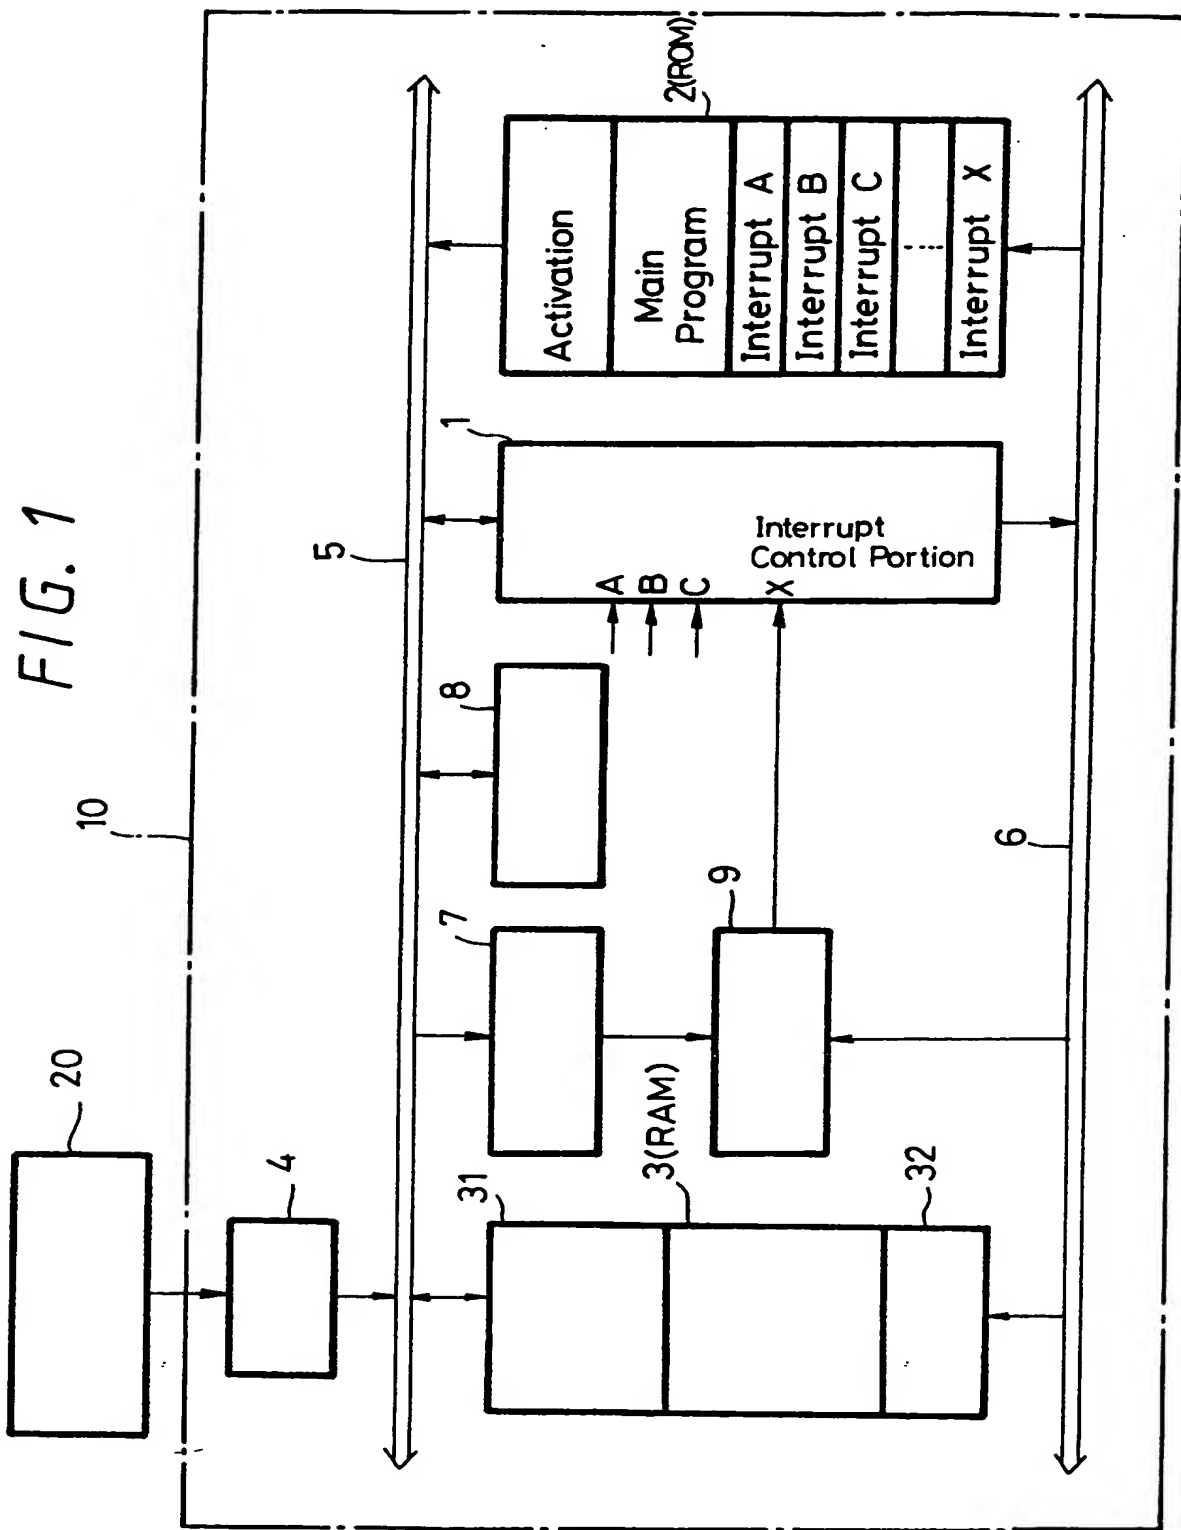 FIG. 1
20
10
4
5
31
3(RAM)
32
7
9
8
6
1
A
B
C
X
Interrupt
Control Portion
2(ROM)
Activation
Main
Program
Interrupt A
Interrupt B
Interrupt C
Interrupt X